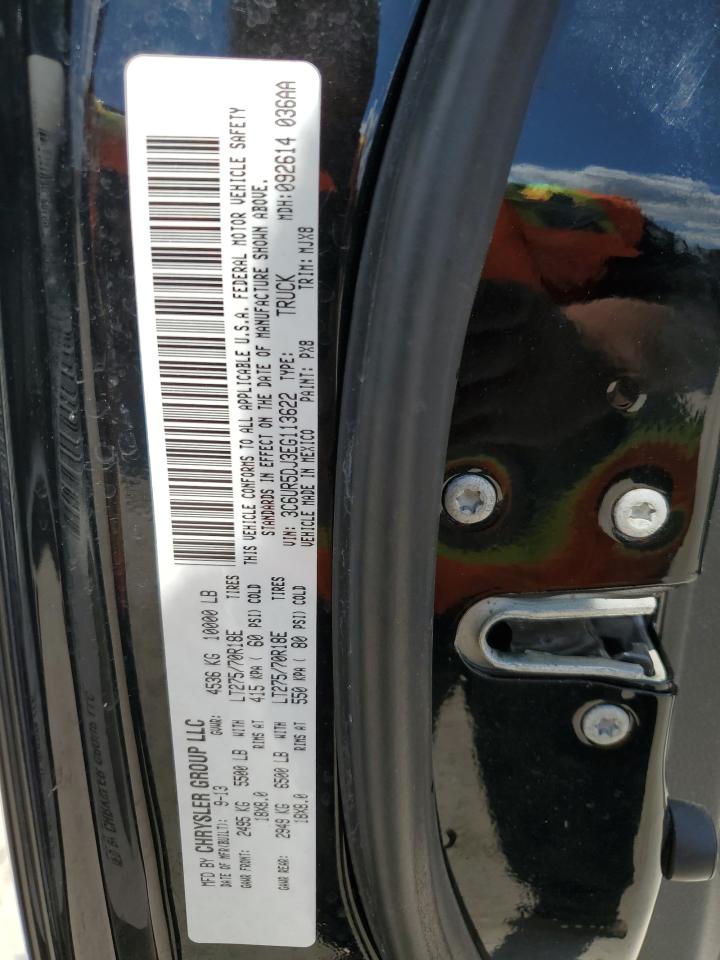 MFD BY CHRYSLER GROUP LLC
DATE OF MFR(BUILT): 9-13 GVWR: 4536 KG 10000 LB
GAWR FRONT: 2495 KG 5500 LB WITH LT275/70R18E TIRES
18X8.0 RIMS AT 415 KPA ( 60 PSI) COLD
GAWR REAR: 2949 KG 6500 LB WITH LT275/70R18E TIRES
18X8.0 RIMS AT 550 KPA ( 80 PSI) COLD
THIS VEHICLE CONFORMS TO ALL APPLICABLE U.S.A. FEDERAL MOTOR VEHICLE SAFETY
STANDARDS IN EFFECT ON THE DATE OF MANUFACTURE SHOWN ABOVE.
VIN: 3C6UR5DJ3EG113622 TYPE: TRUCK MDH:092614 036AA
VEHICLE MADE IN MEXICO PAINT: PX8 TRIM: MJX8